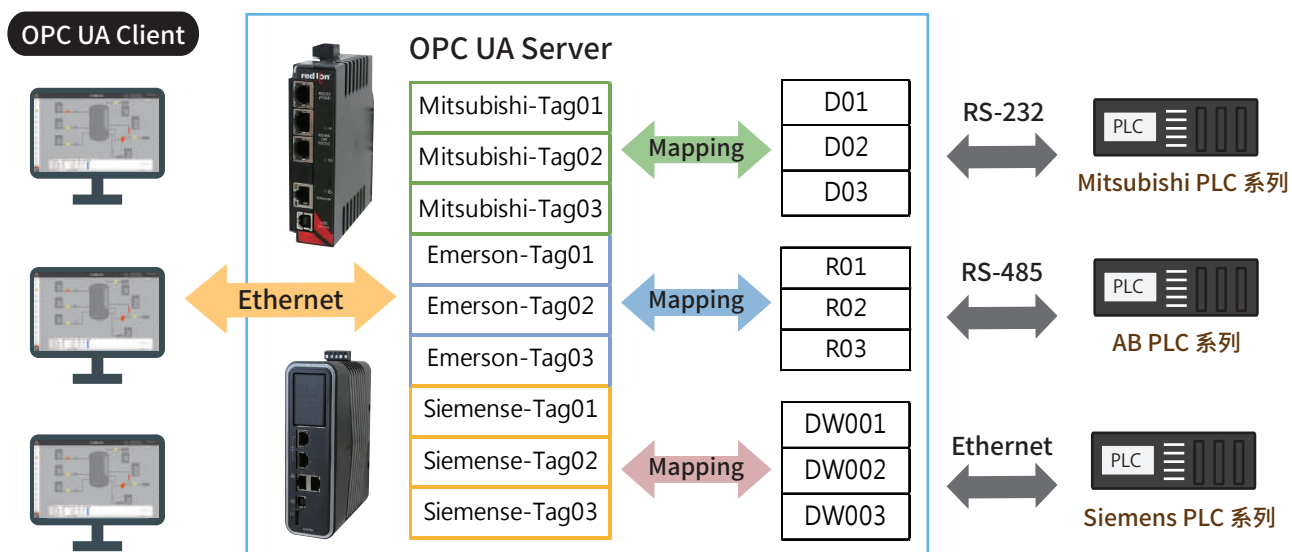 OPC UA Client
OPC UA Server
red lion
Mitsubishi-Tag01
Mitsubishi-Tag02
Mitsubishi-Tag03
Emerson-Tag01
Emerson-Tag02
Emerson-Tag03
Siemense-Tag01
Siemense-Tag02
Siemense-Tag03
Ethernet
Mapping
Mapping
Mapping
D01
D02
D03
R01
R02
R03
DW001
DW002
DW003
RS-232
PLC
Mitsubishi PLC 系列
RS-485
PLC
AB PLC 系列
Ethernet
PLC
Siemens PLC 系列